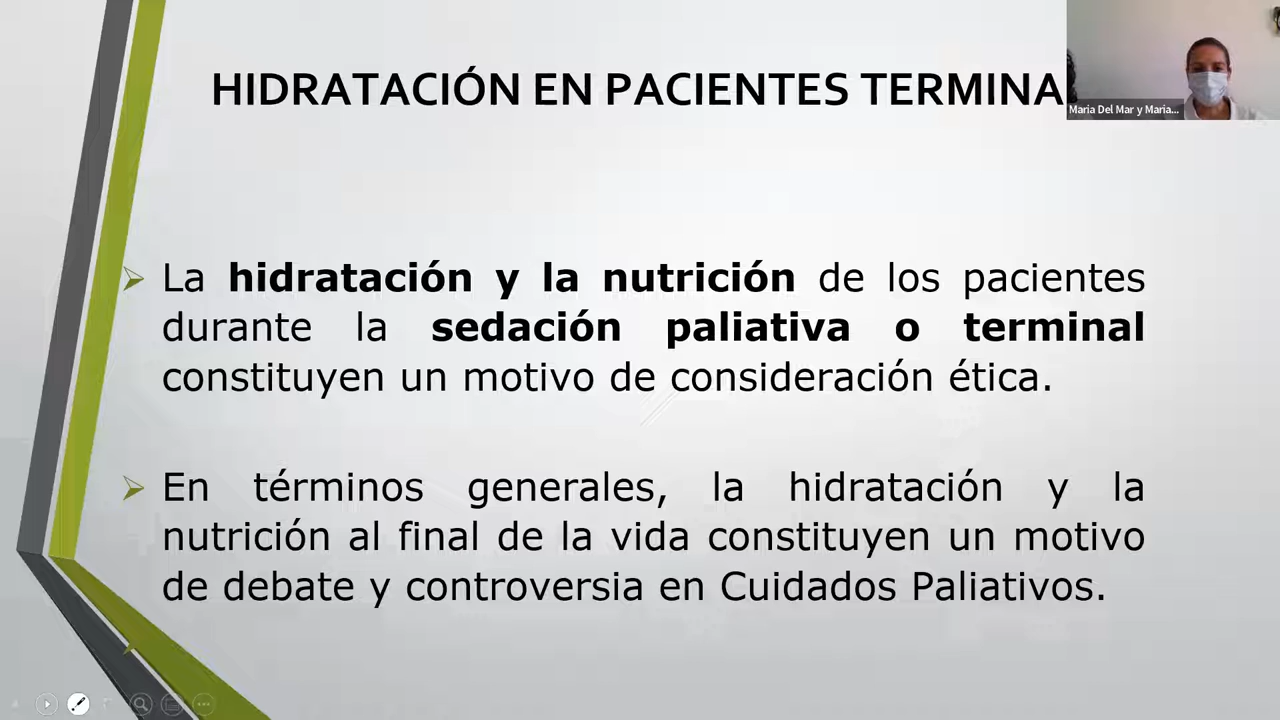 HIDRATACIÓN EN PACIENTES TERMINA
Maria Del Mar y Maria...
La hidratación y la nutrición de los pacientes
durante la sedación paliativa o terminal
constituyen un motivo de consideración ética.
En términos generales, la hidratación y la
nutrición al final de la vida constituyen un motivo
de debate y controversia en Cuidados Paliativos.